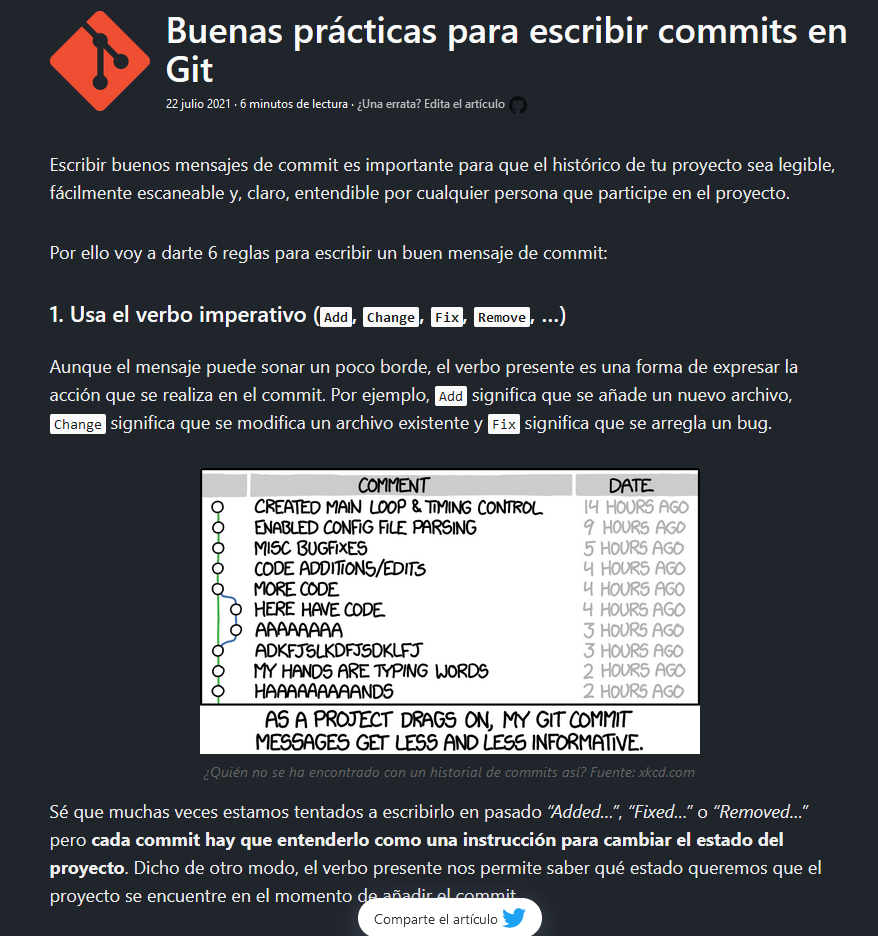 Buenas prácticas para escribir commits en
Git
22 julio 2021 · 6 minutos de lectura · ¿Una errata? Edita el artículo
Escribir buenos mensajes de commit es importante para que el histórico de tu proyecto sea legible,
fácilmente escaneable y, claro, entendible por cualquier persona que participe en el proyecto.
Por ello voy a darte 6 reglas para escribir un buen mensaje de commit:
1. Usa el verbo imperativo (Add, Change, Fix, Remove, ...)
Aunque el mensaje puede sonar un poco borde, el verbo presente es una forma de expresar la
acción que se realiza en el commit. Por ejemplo, Add significa que se añade un nuevo archivo,
Change significa que se modifica un archivo existente y Fix significa que se arregla un bug.
COMMENT DATE
CREATED MAIN LOOP & TIMING CONTROL 14 HOURS AGO
ENABLED CONFIG FILE PARSING 9 HOURS AGO
MISC BUGFIXES 5 HOURS AGO
CODE ADDITIONS/EDITS 4 HOURS AGO
MORE CODE 4 HOURS AGO
HERE HAVE CODE 4 HOURS AGO
AAAAAAAA 3 HOURS AGO
ADKFJSLKDFJSDKLFJ 3 HOURS AGO
MY HANDS ARE TYPING WORDS 2 HOURS AGO
HAAAAAAAAANDS 2 HOURS AGO
AS A PROJECT DRAGS ON, MY GIT COMMIT
MESSAGES GET LESS AND LESS INFORMATIVE.
¿Quién no se ha encontrado con un historial de commits así? Fuente: xkcd.com
Sé que muchas veces estamos tentados a escribirlo en pasado “Added...”, “Fixed...” o “Removed...”
pero cada commit hay que entenderlo como una instrucción para cambiar el estado del
proyecto. Dicho de otro modo, el verbo presente nos permite saber qué estado queremos que el
proyecto se encuentre en el momento de añadir el commit.
Comparte el artículo